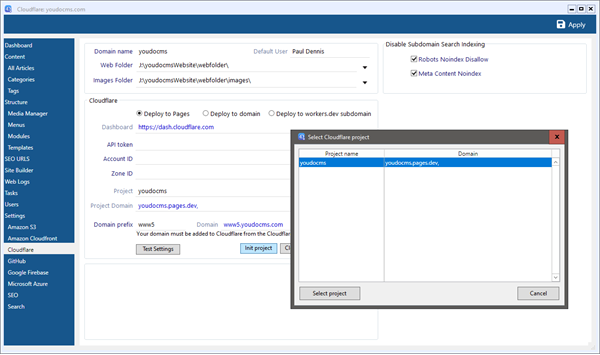 Cloudflare: youdocms.com
Apply
Dashboard
Content
All Articles
Categories
Tags
Structure
Media Manager
Menus
Modules
Templates
SEO URLS
Site Builder
Web Logs
Tasks
Users
Settings
Amazon S3
Amazon Cloudfront
Cloudflare
GitHub
Google Firebase
Microsoft Azure
SEO
Search
Domain name youdocms Default User Paul Dennis
Web Folder J:\youdocmsWebsite\webfolder\
Images Folder J:\youdocmsWebsite\webfolder\images\
Cloudflare
Deploy to Pages Deploy to domain Deploy to workers.dev subdomain
Dashboard https://dash.cloudflare.com
API token
Account ID
Zone ID
Project youdocms
Project Domain youdocms.pages.dev,
Domain prefix www5 Domain www5.youdocms.com
Your domain must be added to Cloudflare from the Cloudflar
Test Settings Init project Cl
Disable Subdomain Search Indexing
Robots Noindex Disallow
Meta Content Noindex
Select Cloudflare project
Project name Domain
youdocms youdocms.pages.dev,
Select project Cancel